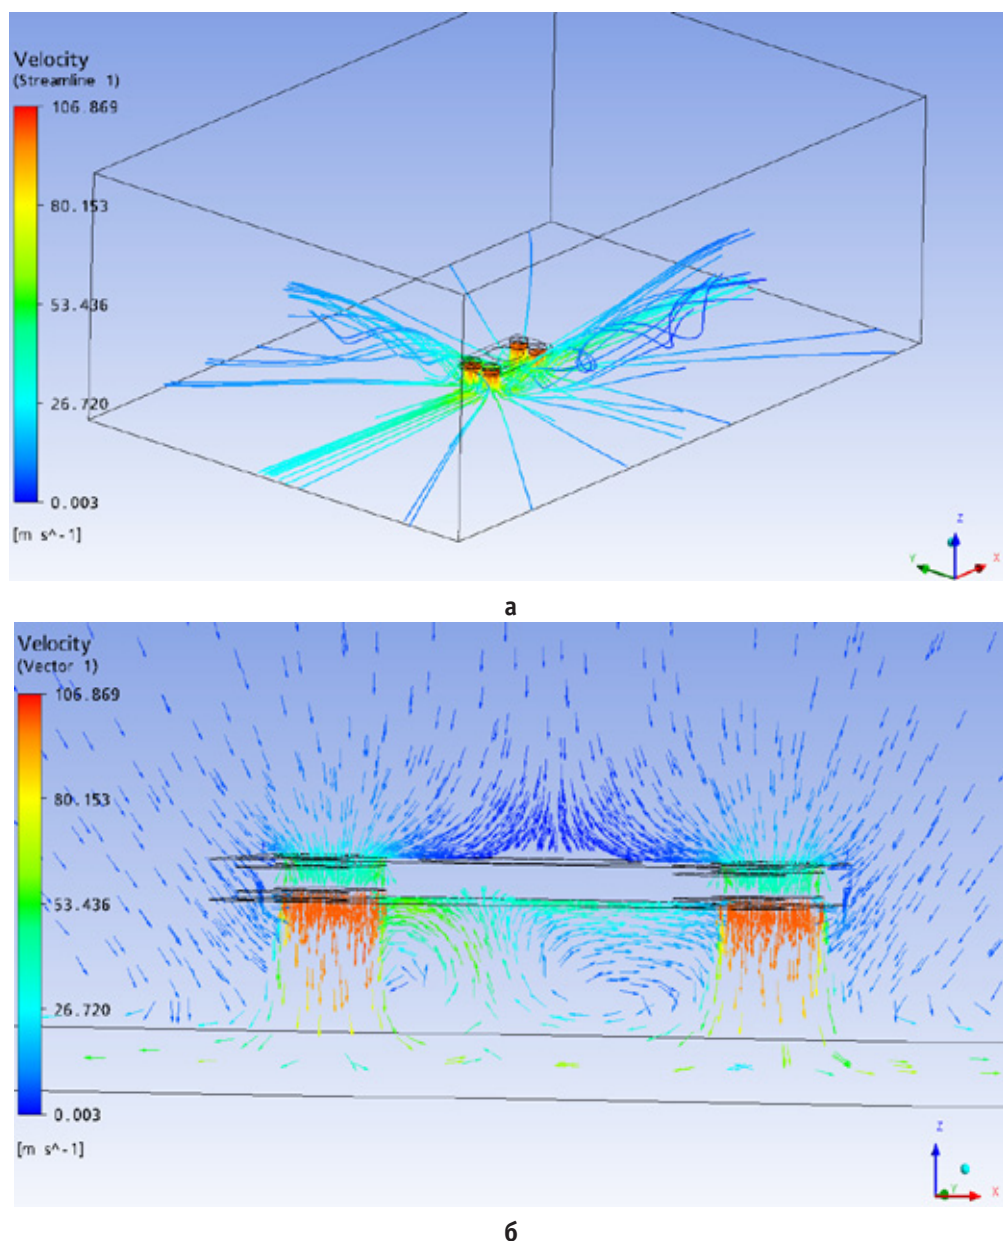 Velocity
(Streamline 1)
106.869
80.153
53.436
26.720
0.003
[m s^-1]
Z
Y
X
а
Velocity
(Vector 1)
106.869
80.153
53.436
26.720
0.003
[m s^-1]
Z
Y
X
б